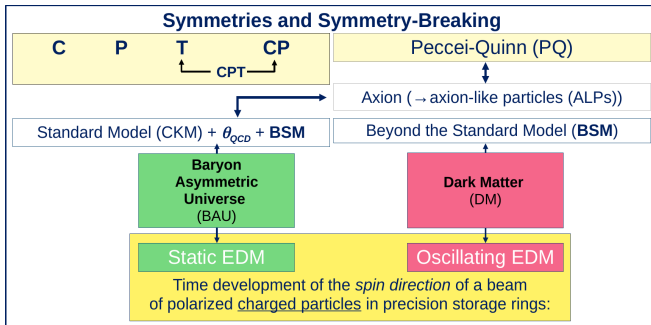 Symmetries and Symmetry-Breaking
C P T CP
CPT
Peccei-Quinn (PQ)
Axion (→axion-like particles (ALPs))
Standard Model (CKM) + θQCD + BSM
Beyond the Standard Model (BSM)
Baryon
Asymmetric
Universe
(BAU)
Dark Matter
(DM)
Static EDM
Oscillating EDM
Time development of the spin direction of a beam
of polarized charged particles in precision storage rings: